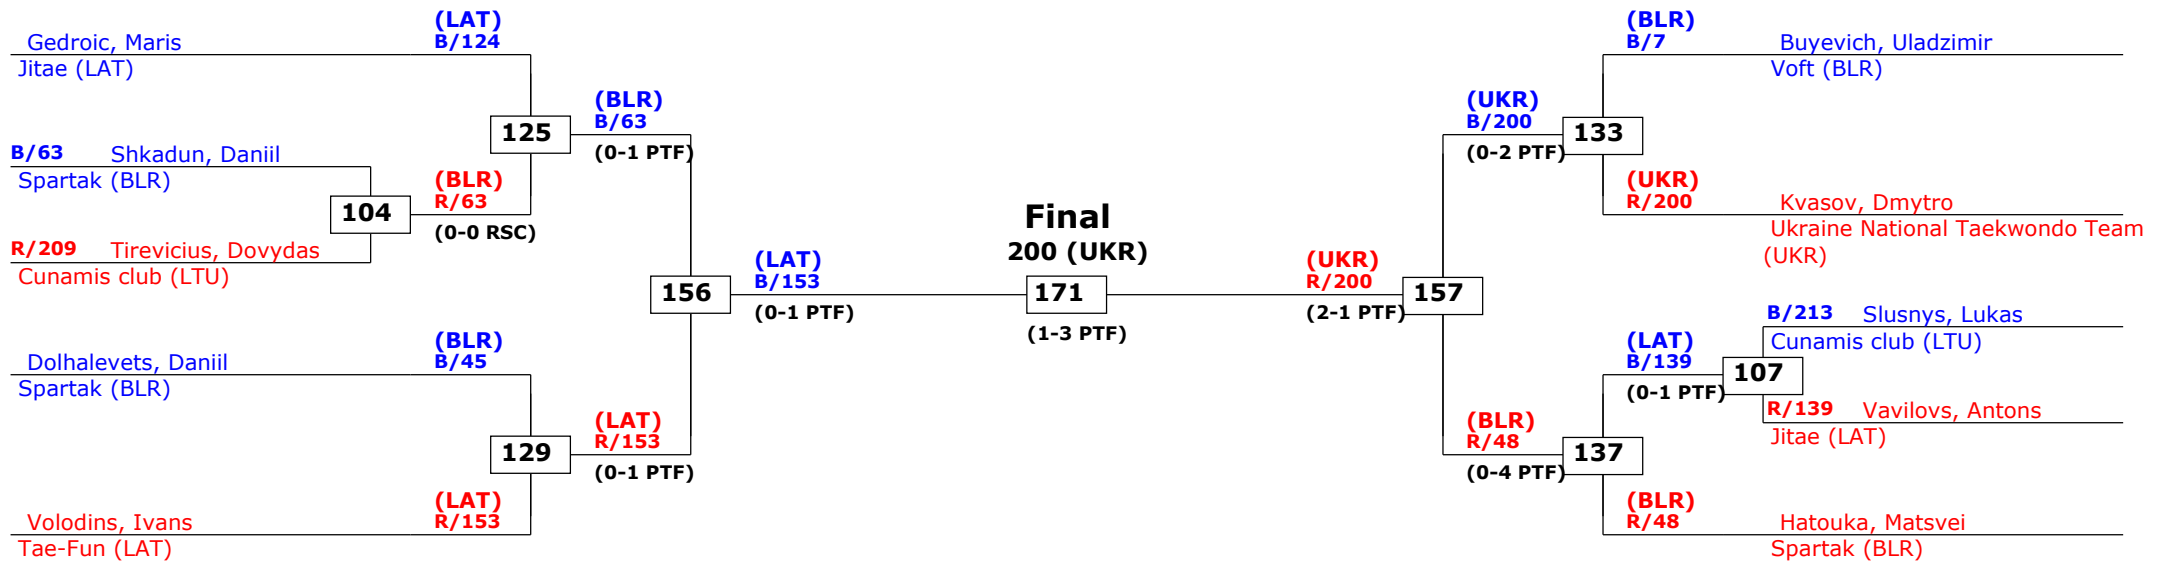 (LAT)
B/124
Gedroic, Maris
Jitae (LAT)
(BLR)
B/63
125
(0-1 PTF)
B/63 Shkadun, Daniil
Spartak (BLR)
(BLR)
R/63
104
(0-0 RSC)
R/209 Tirevicius, Dovydas
Cunamis club (LTU)
(LAT)
B/153
156
(0-1 PTF)
(BLR)
B/45
Dolhalevets, Daniil
Spartak (BLR)
(LAT)
R/153
129
(0-1 PTF)
(LAT)
R/153
Volodins, Ivans
Tae-Fun (LAT)
Final
200 (UKR)
171
(1-3 PTF)
(BLR)
B/7
Buyevich, Uladzimir
Voft (BLR)
(UKR)
B/200
133
(0-2 PTF)
(UKR)
R/200
Kvasov, Dmytro
Ukraine National Taekwondo Team
(UKR)
(UKR)
R/200
157
(2-1 PTF)
B/213 Slusnys, Lukas
Cunamis club (LTU)
(LAT)
B/139
107
(0-1 PTF)
R/139 Vavilovs, Antons
Jitae (LAT)
(BLR)
R/48
137
(0-4 PTF)
(BLR)
R/48
Hatouka, Matsvei
Spartak (BLR)